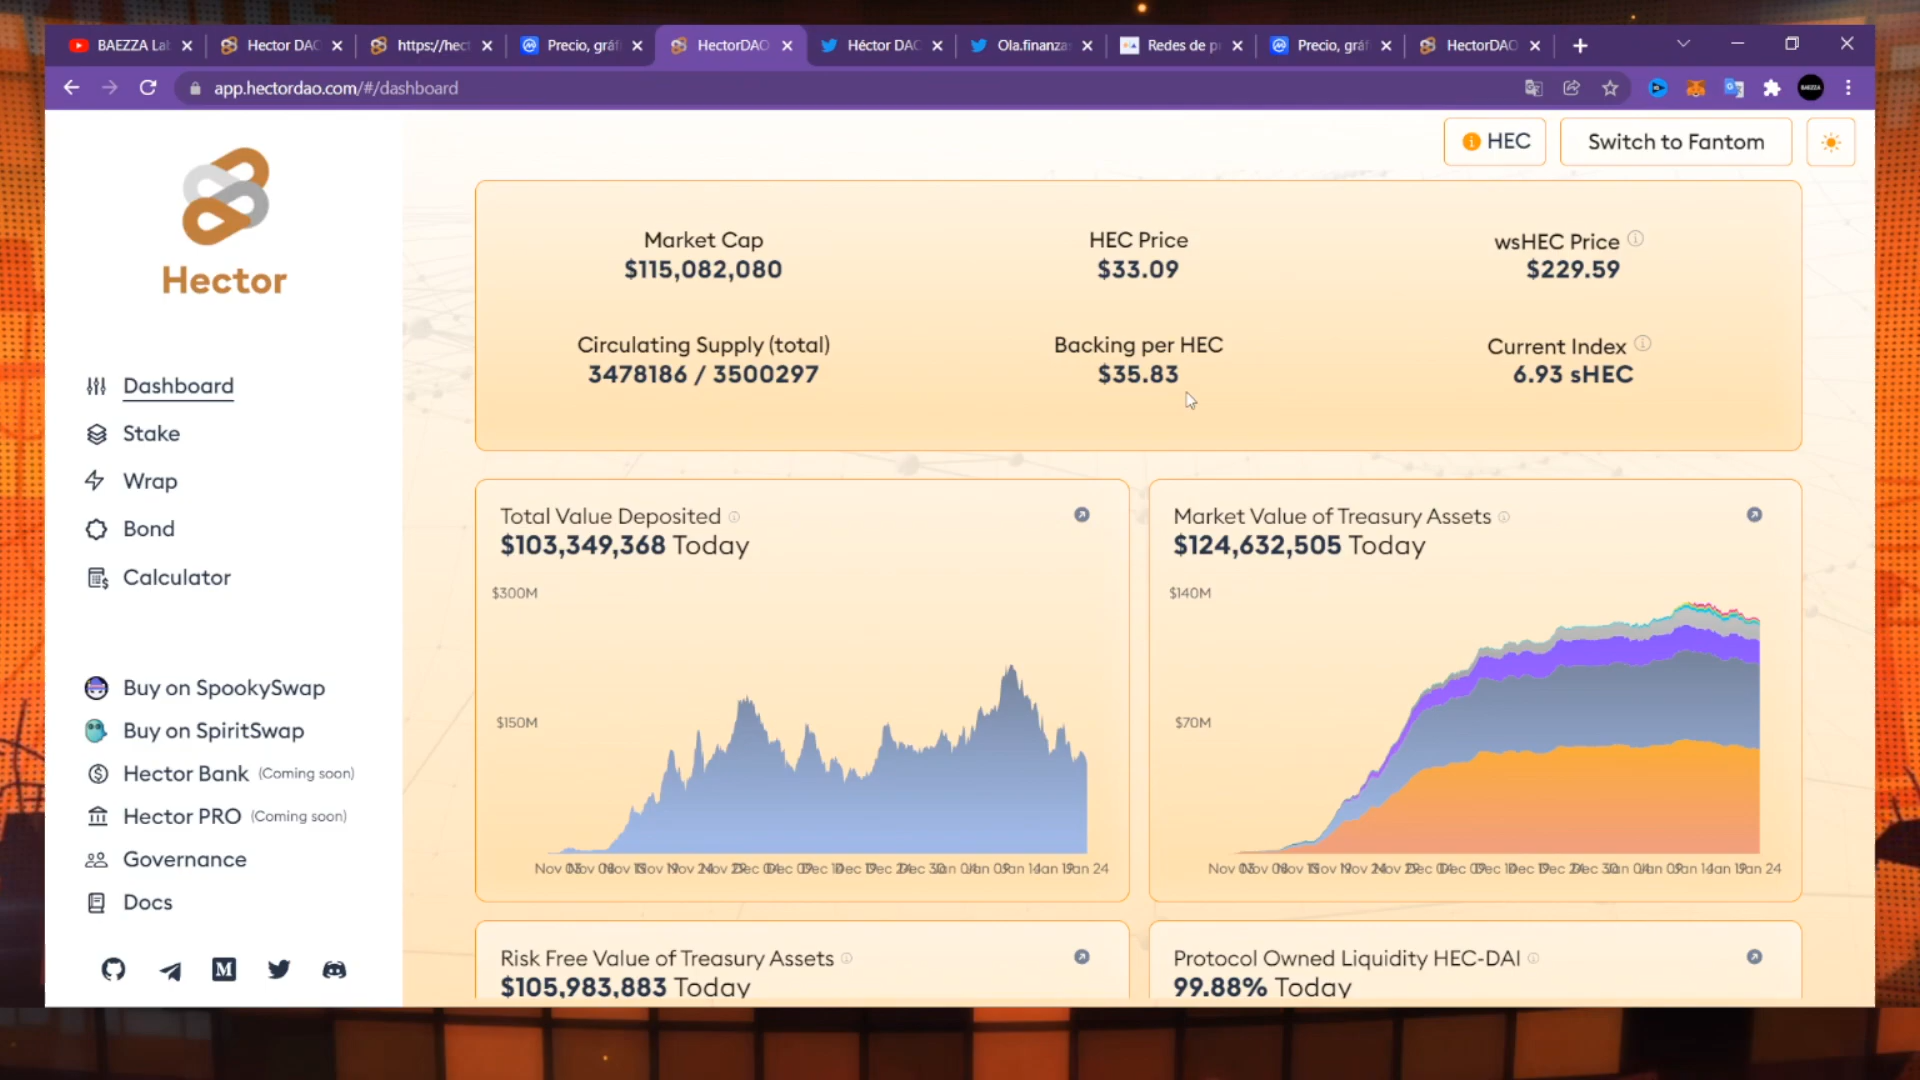 BAEZZA La
Hector DAO
https://hect
Precio, gráf
HectorDAO
Héctor DAO
Ola.finanza
Redes de p
Precio, gráf
HectorDAO
app.hectordao.com/#/dashboard
BAEZZA
HEC
Switch to Fantom
Hector
Dashboard
Stake
Wrap
Bond
Calculator
Buy on SpookySwap
Buy on SpiritSwap
Hector Bank (Coming soon)
Hector PRO (Coming soon)
Governance
Docs
Market Cap
$115,082,080
HEC Price
$33.09
wsHEC Price
$229.59
Circulating Supply (total)
3478186 / 3500297
Backing per HEC
$35.83
Current Index
6.93 sHEC
Total Value Deposited
$103,349,368 Today
$300M
$150M
Market Value of Treasury Assets
$124,632,505 Today
$140M
$70M
Risk Free Value of Treasury Assets
$105,983,883 Today
Protocol Owned Liquidity HEC-DAI
99.88% Today